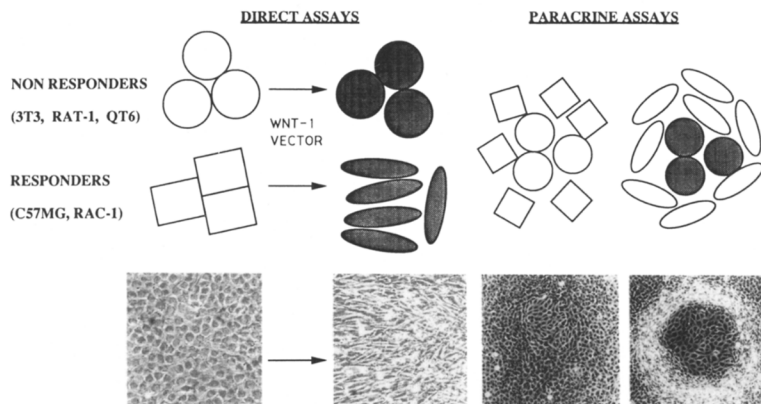 DIRECT ASSAYS
PARACRINE ASSAYS
NON RESPONDERS
(3T3, RAT-1, QT6)
WNT-1
VECTOR
RESPONDERS
(C57MG, RAC-1)